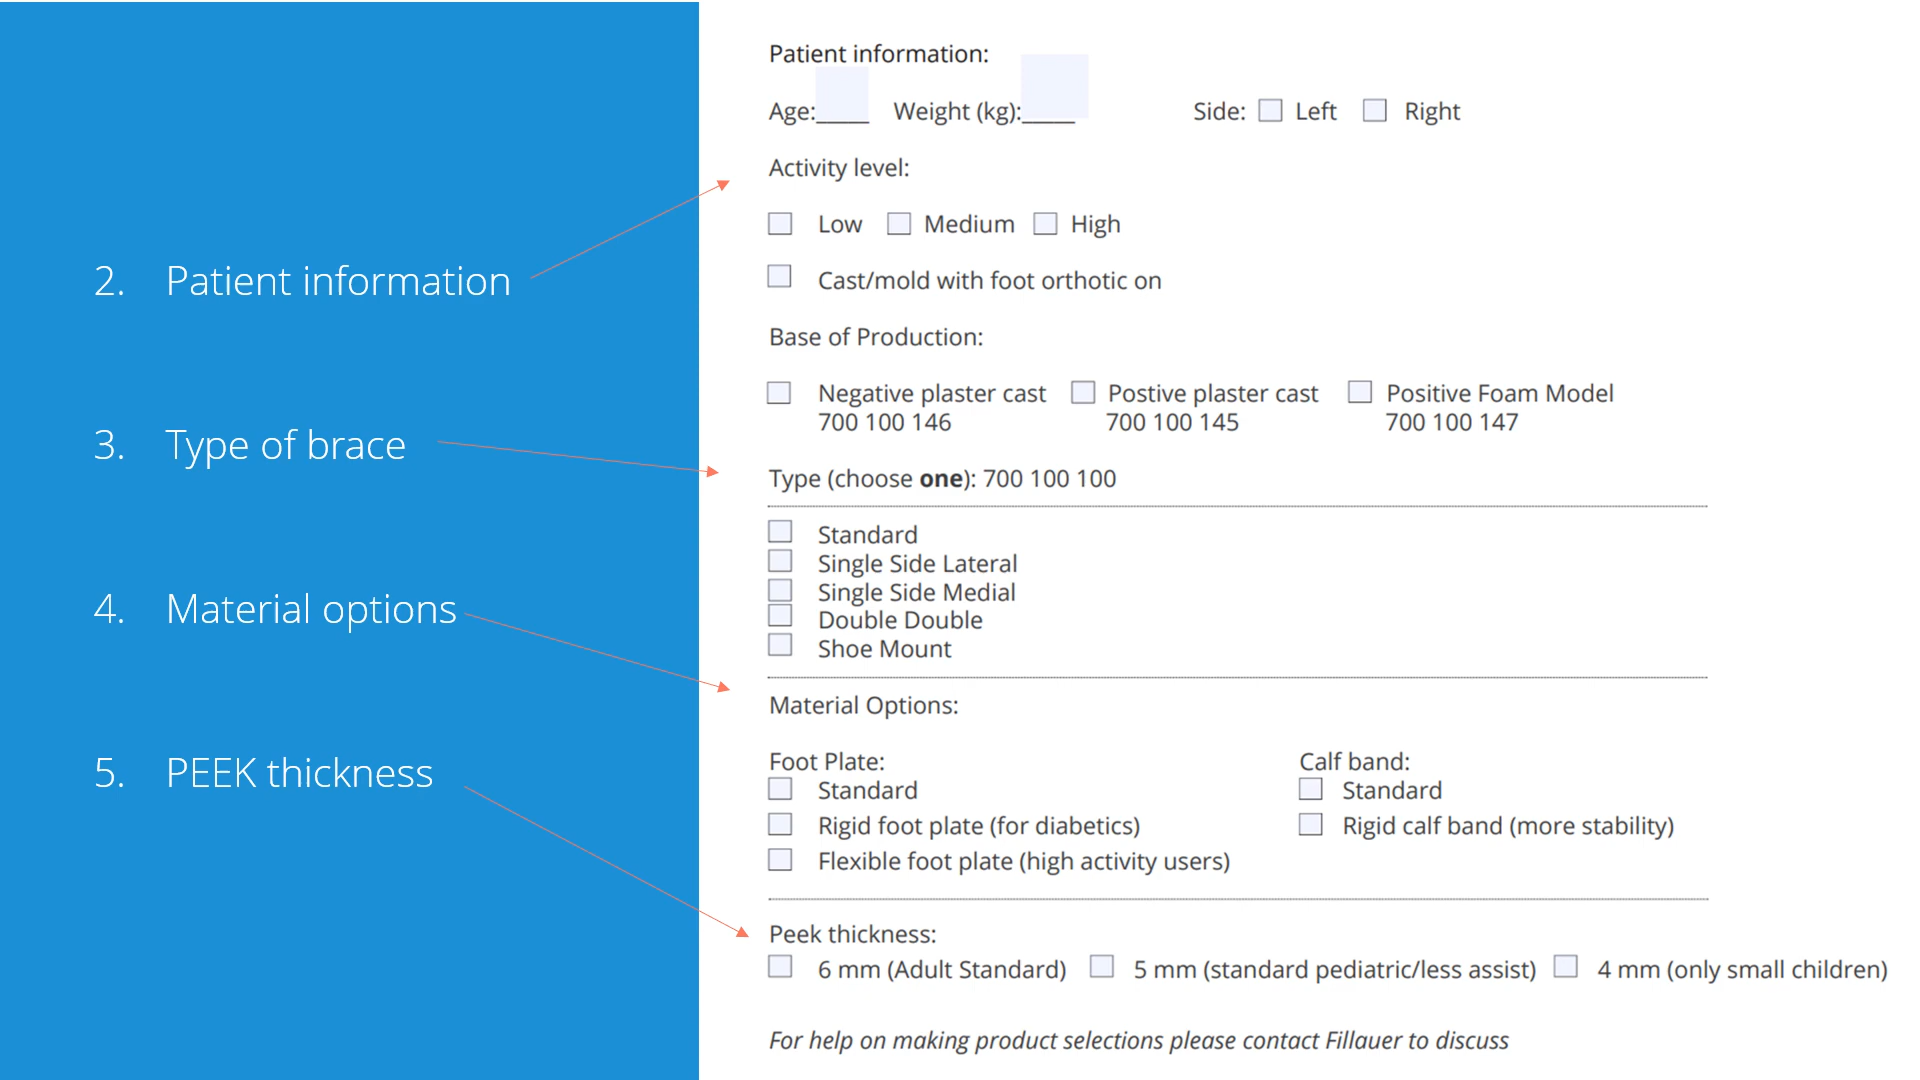 2. Patient information
3. Type of brace
4. Material options
5. PEEK thickness
Patient information:
Age:_____ Weight (kg):_____ Side: Left Right
Activity level:
Low Medium High
Cast/mold with foot orthotic on
Base of Production:
Negative plaster cast Postive plaster cast Positive Foam Model
700 100 146 700 100 145 700 100 147
Type (choose one): 700 100 100
Standard
Single Side Lateral
Single Side Medial
Double Double
Shoe Mount
Material Options:
Foot Plate: Calf band:
Standard Standard
Rigid foot plate (for diabetics) Rigid calf band (more stability)
Flexible foot plate (high activity users)
Peek thickness:
6 mm (Adult Standard) 5 mm (standard pediatric/less assist) 4 mm (only small children)
For help on making product selections please contact Fillauer to discuss